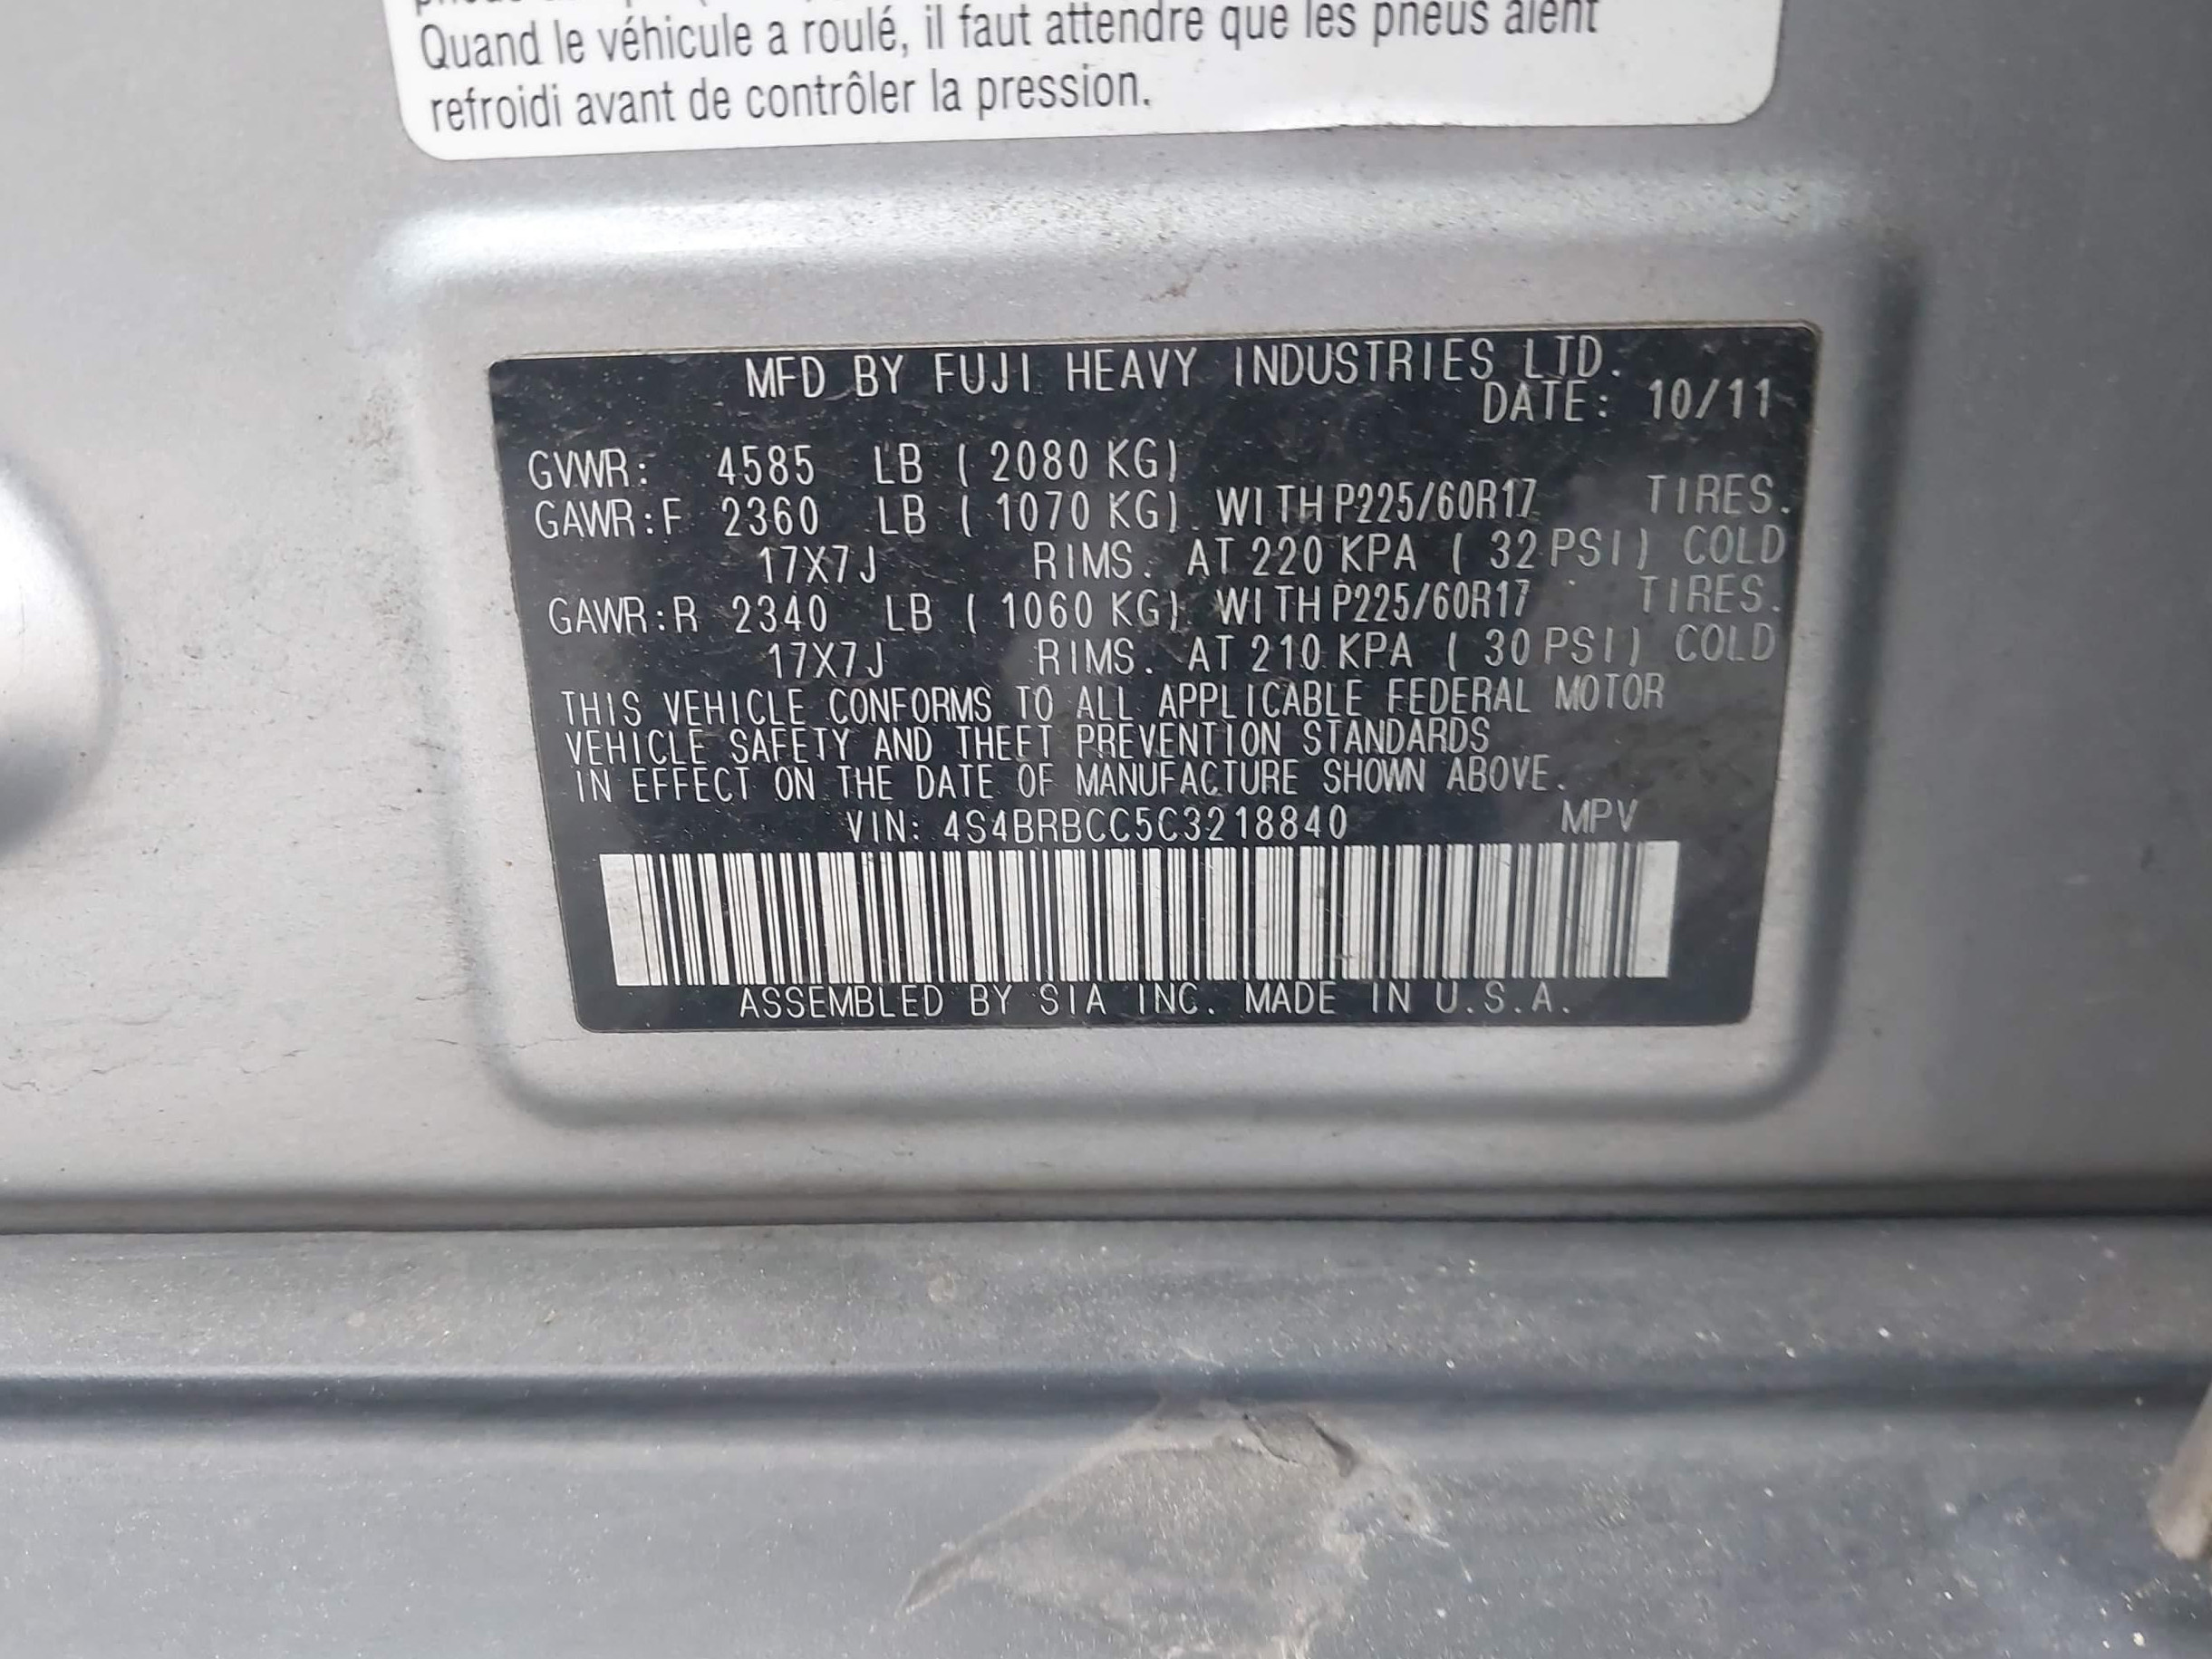 Quand le véhicule a roulé, il faut attendre que les pneus aient
refroidi avant de contrôler la pression.
MFD BY FUJI HEAVY INDUSTRIES LTD.
DATE: 10/11
GVWR: 4585 LB ( 2080 KG)
GAWR:F 2360 LB ( 1070 KG) WITH P225/60R17 TIRES.
17X7J RIMS. AT 220 KPA ( 32 PSI) COLD
GAWR:R 2340 LB ( 1060 KG) WITH P225/60R17 TIRES.
17X7J RIMS. AT 210 KPA ( 30 PSI) COLD
THIS VEHICLE CONFORMS TO ALL APPLICABLE FEDERAL MOTOR
VEHICLE SAFETY AND THEFT PREVENTION STANDARDS
IN EFFECT ON THE DATE OF MANUFACTURE SHOWN ABOVE.
VIN: 4S4BRBCC5C3218840 MPV
ASSEMBLED BY SIA INC. MADE IN U.S.A.